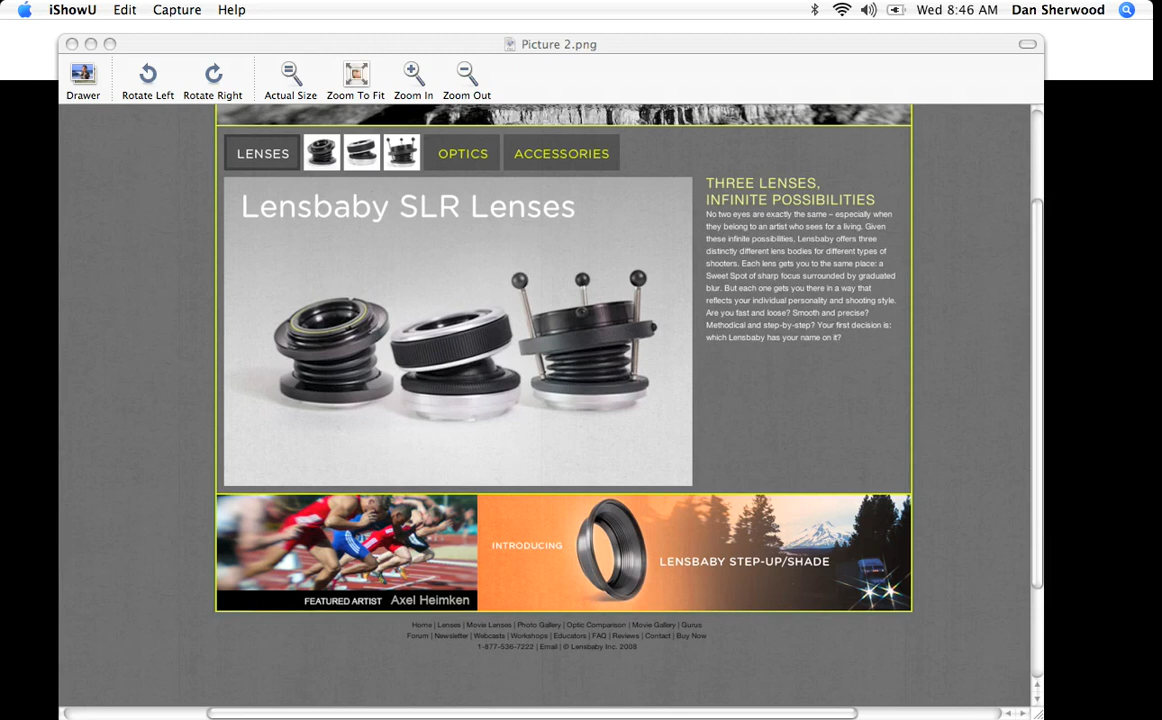 iShowU Edit Capture Help Wed 8:46 AM Dan Sherwood
Picture 2.png
Drawer Rotate Left Rotate Right Actual Size Zoom To Fit Zoom In Zoom Out
LENSES OPTICS ACCESSORIES
Lensbaby SLR Lenses
THREE LENSES,
INFINITE POSSIBILITIES
No two eyes are exactly the same – especially when
they belong to an artist who sees for a living. Given
these infinite possibilities, Lensbaby offers three
distinctly different lens bodies for different types of
shooters. Each lens gets you to the same place: a
Sweet Spot of sharp focus surrounded by graduated
blur. But each one gets you there in a way that
reflects your individual personality and shooting style.
Are you fast and loose? Smooth and precise?
Methodical and step-by-step? Your first decision is:
which Lensbaby has your name on it?
FEATURED ARTIST Axel Heimken
INTRODUCING
LENSBABY STEP-UP/SHADE
Home | Lenses | Movie Lenses | Photo Gallery | Optic Comparison | Movie Gallery | Gurus
Forum | Newsletter | Webcasts | Workshops | Educators | FAQ | Reviews | Contact | Buy Now
1-877-536-7222 | Email | © Lensbaby Inc. 2008